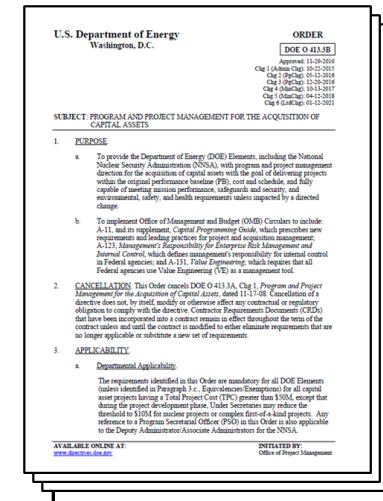 U.S. Department of Energy
Washington, D.C.
ORDER
DOE O 413.3B
Approved: 11-29-2010
Chg 1 (Admin Chg): 10-22-2015
Chg 2 (PgChg): 05-12-2016
Chg 3 (PgChg): 12-20-2016
Chg 4 (MinChg): 10-13-2017
Chg 5 (MinChg): 04-12-2018
Chg 6 (LtdChg): 01-12-2021
SUBJECT: PROGRAM AND PROJECT MANAGEMENT FOR THE ACQUISITION OF
CAPITAL ASSETS
1. PURPOSE.
a. To provide the Department of Energy (DOE) Elements, including the National
Nuclear Security Administration (NNSA), with program and project management
direction for the acquisition of capital assets with the goal of delivering projects
within the original performance baseline (PB), cost and schedule, and fully
capable of meeting mission performance, safeguards and security, and
environmental, safety, and health requirements unless impacted by a directed
change.
b. To implement Office of Management and Budget (OMB) Circulars to include:
A-11, and its supplement, Capital Programming Guide, which prescribes new
requirements and leading practices for project and acquisition management;
A-123, Management's Responsibility for Enterprise Risk Management and
Internal Control, which defines management's responsibility for internal control
in Federal agencies; and A-131, Value Engineering, which requires that all
Federal agencies use Value Engineering (VE) as a management tool.
2. CANCELLATION. This Order cancels DOE O 413.3A, Chg 1, Program and Project
Management for the Acquisition of Capital Assets, dated 11-17-08. Cancellation of a
directive does not, by itself, modify or otherwise affect any contractual or regulatory
obligation to comply with the directive. Contractor Requirements Documents (CRDs)
that have been incorporated into a contract remain in effect throughout the term of the
contract unless and until the contract is modified to either eliminate requirements that are
no longer applicable or substitute a new set of requirements.
3. APPLICABILITY.
a. Departmental Applicability.
The requirements identified in this Order are mandatory for all DOE Elements
(unless identified in Paragraph 3.c., Equivalencies/Exemptions) for all capital
asset projects having a Total Project Cost (TPC) greater than $50M, except that
during the project development phase, Under Secretaries may reduce the
threshold to $10M for nuclear projects or complex first-of-a-kind projects. Any
reference to a Program Secretarial Officer (PSO) in this Order is also applicable
to the Deputy Administrator/Associate Administrators for the NNSA.
AVAILABLE ONLINE AT:
www.directives.doe.gov
INITIATED BY:
Office of Project Management